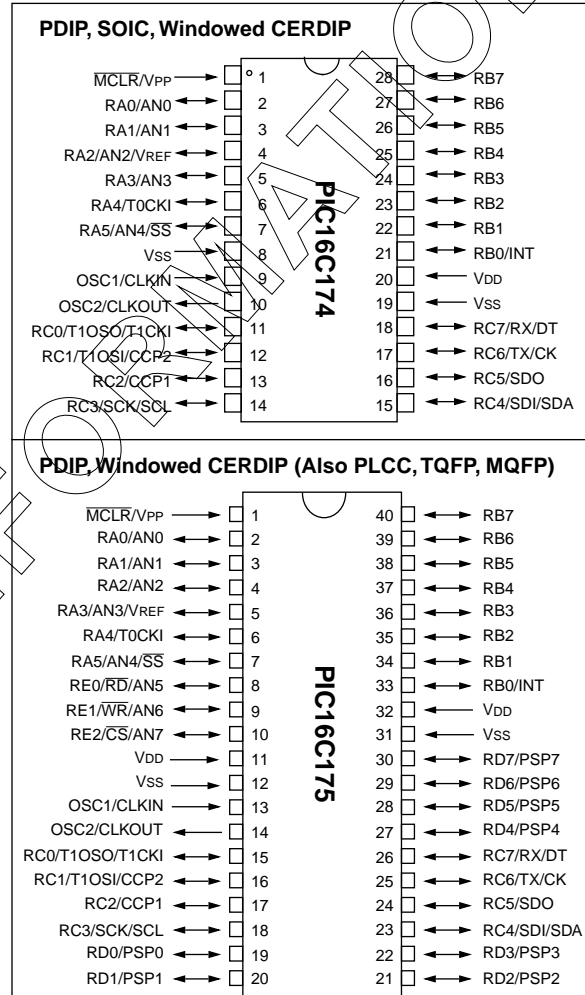 PDIP, SOIC, Windowed CERDIP
MCLR/VPP 1 28 RB7
RA0/AN0 2 27 RB6
RA1/AN1 3 26 RB5
RA2/AN2/VREF 4 25 RB4
RA3/AN3 5 24 RB3
RA4/T0CKI 6 23 RB2
RA5/AN4/SS 7 22 RB1
VSS 8 21 RB0/INT
OSC1/CLKIN 9 20 VDD
OSC2/CLKOUT 10 19 VSS
RC0/T1OSO/T1CKI 11 18 RC7/RX/DT
RC1/T1OSI/CCP2 12 17 RC6/TX/CK
RC2/CCP1 13 16 RC5/SDO
RC3/SCK/SCL 14 15 RC4/SDI/SDA
PIC16C174
PDIP, Windowed CERDIP (Also PLCC, TQFP, MQFP)
MCLR/VPP 1 40 RB7
RA0/AN0 2 39 RB6
RA1/AN1 3 38 RB5
RA2/AN2 4 37 RB4
RA3/AN3/VREF 5 36 RB3
RA4/T0CKI 6 35 RB2
RA5/AN4/SS 7 34 RB1
RE0/RD/AN5 8 33 RB0/INT
RE1/WR/AN6 9 32 VDD
RE2/CS/AN7 10 31 VSS
VDD 11 30 RD7/PSP7
VSS 12 29 RD6/PSP6
OSC1/CLKIN 13 28 RD5/PSP5
OSC2/CLKOUT 14 27 RD4/PSP4
RC0/T1OSO/T1CKI 15 26 RC7/RX/DT
RC1/T1OSI/CCP2 16 25 RC6/TX/CK
RC2/CCP1 17 24 RC5/SDO
RC3/SCK/SCL 18 23 RC4/SDI/SDA
RD0/PSP0 19 22 RD3/PSP3
RD1/PSP1 20 21 RD2/PSP2
PIC16C175
FORMATIO